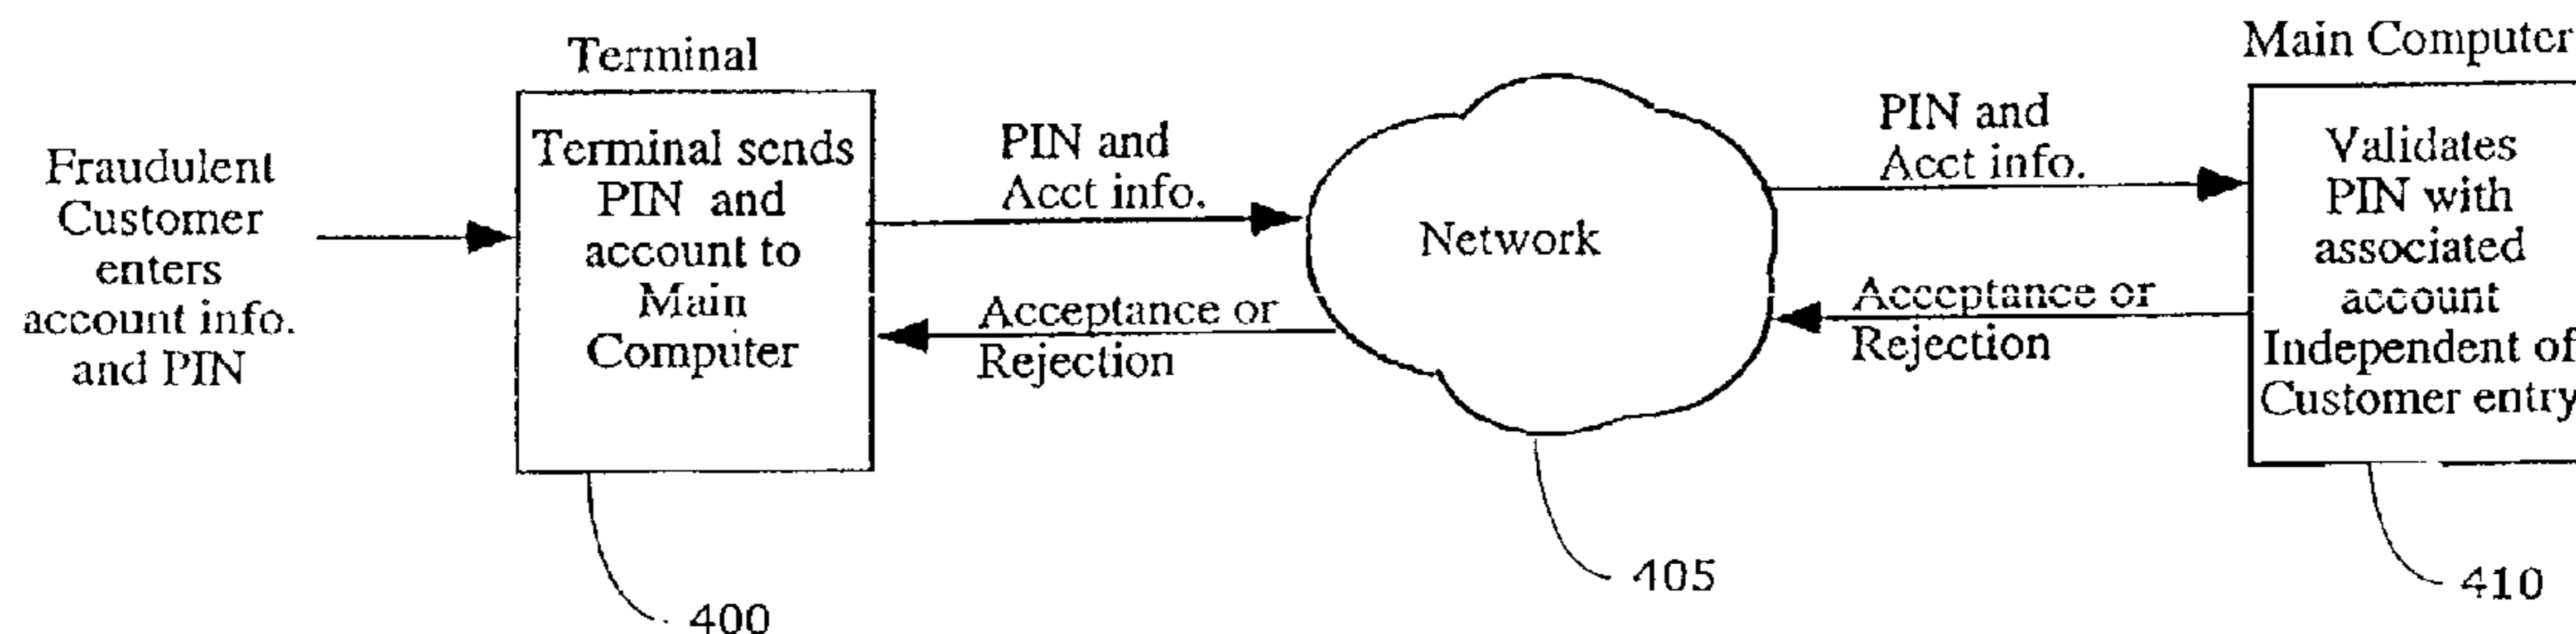 Fraudulent
Customer
enters
account info.
and PIN
Terminal
Terminal sends
PIN and
account to
Main
Computer
400
PIN and
Acct info.
Acceptance or
Rejection
Network
405
PIN and
Acct info.
Acceptance or
Rejection
Main Computer
Validates
PIN with
associated
account
Independent of
Customer entry
410